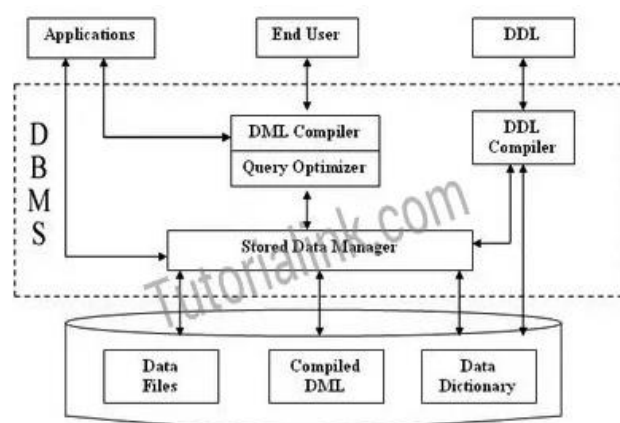 Applications
End User
DDL
DBMS
DML Compiler
Query Optimizer
DDL
Compiler
Stored Data Manager
Tutorialink com
Data
Files
Compiled
DML
Data
Dictionary